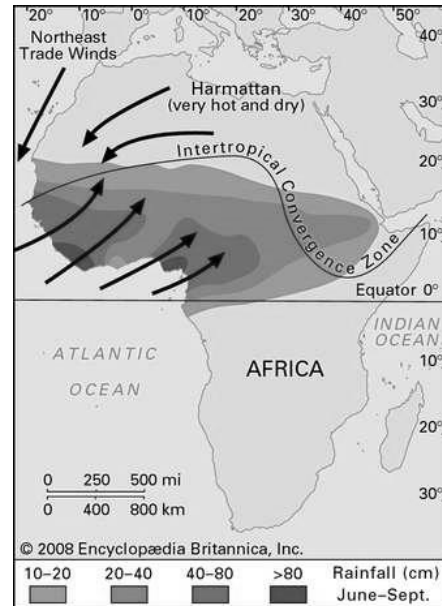 20° 10° 0° 10° 20° 30° 40° 50°
40°
Northeast
Trade Winds
30°
Harmattan
(very hot and dry)
20°
Intertropical Convergence Zone
10°
Equator 0°
ATLANTIC
OCEAN
INDIAN
OCEAN
AFRICA
10°
20°
0 250 500 mi
0 400 800 km
30°
© 2008 Encyclopædia Britannica, Inc.
10–20 20–40 40–80 >80 Rainfall (cm)
June–Sept.